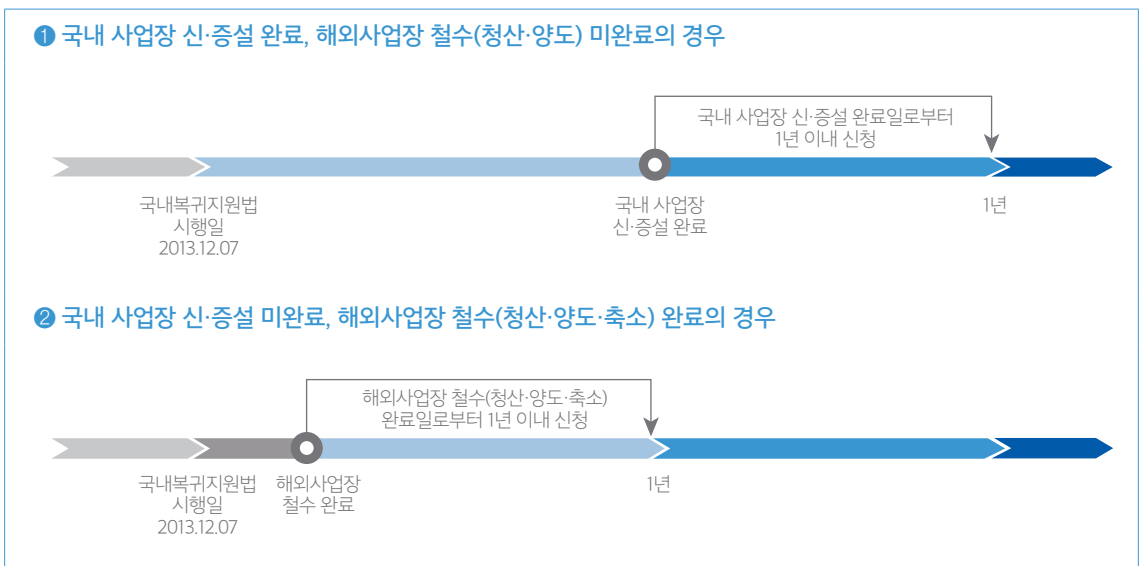 ❶ 국내 사업장 신·증설 완료, 해외사업장 철수(청산·양도) 미완료의 경우
국내 사업장 신·증설 완료일로부터
1년 이내 신청
국내복귀지원법
시행일
2013.12.07
국내 사업장
신·증설 완료
1년
❷ 국내 사업장 신·증설 미완료, 해외사업장 철수(청산·양도·축소) 완료의 경우
해외사업장 철수(청산·양도·축소)
완료일로부터 1년 이내 신청
국내복귀지원법
시행일
2013.12.07
해외사업장
철수 완료
1년